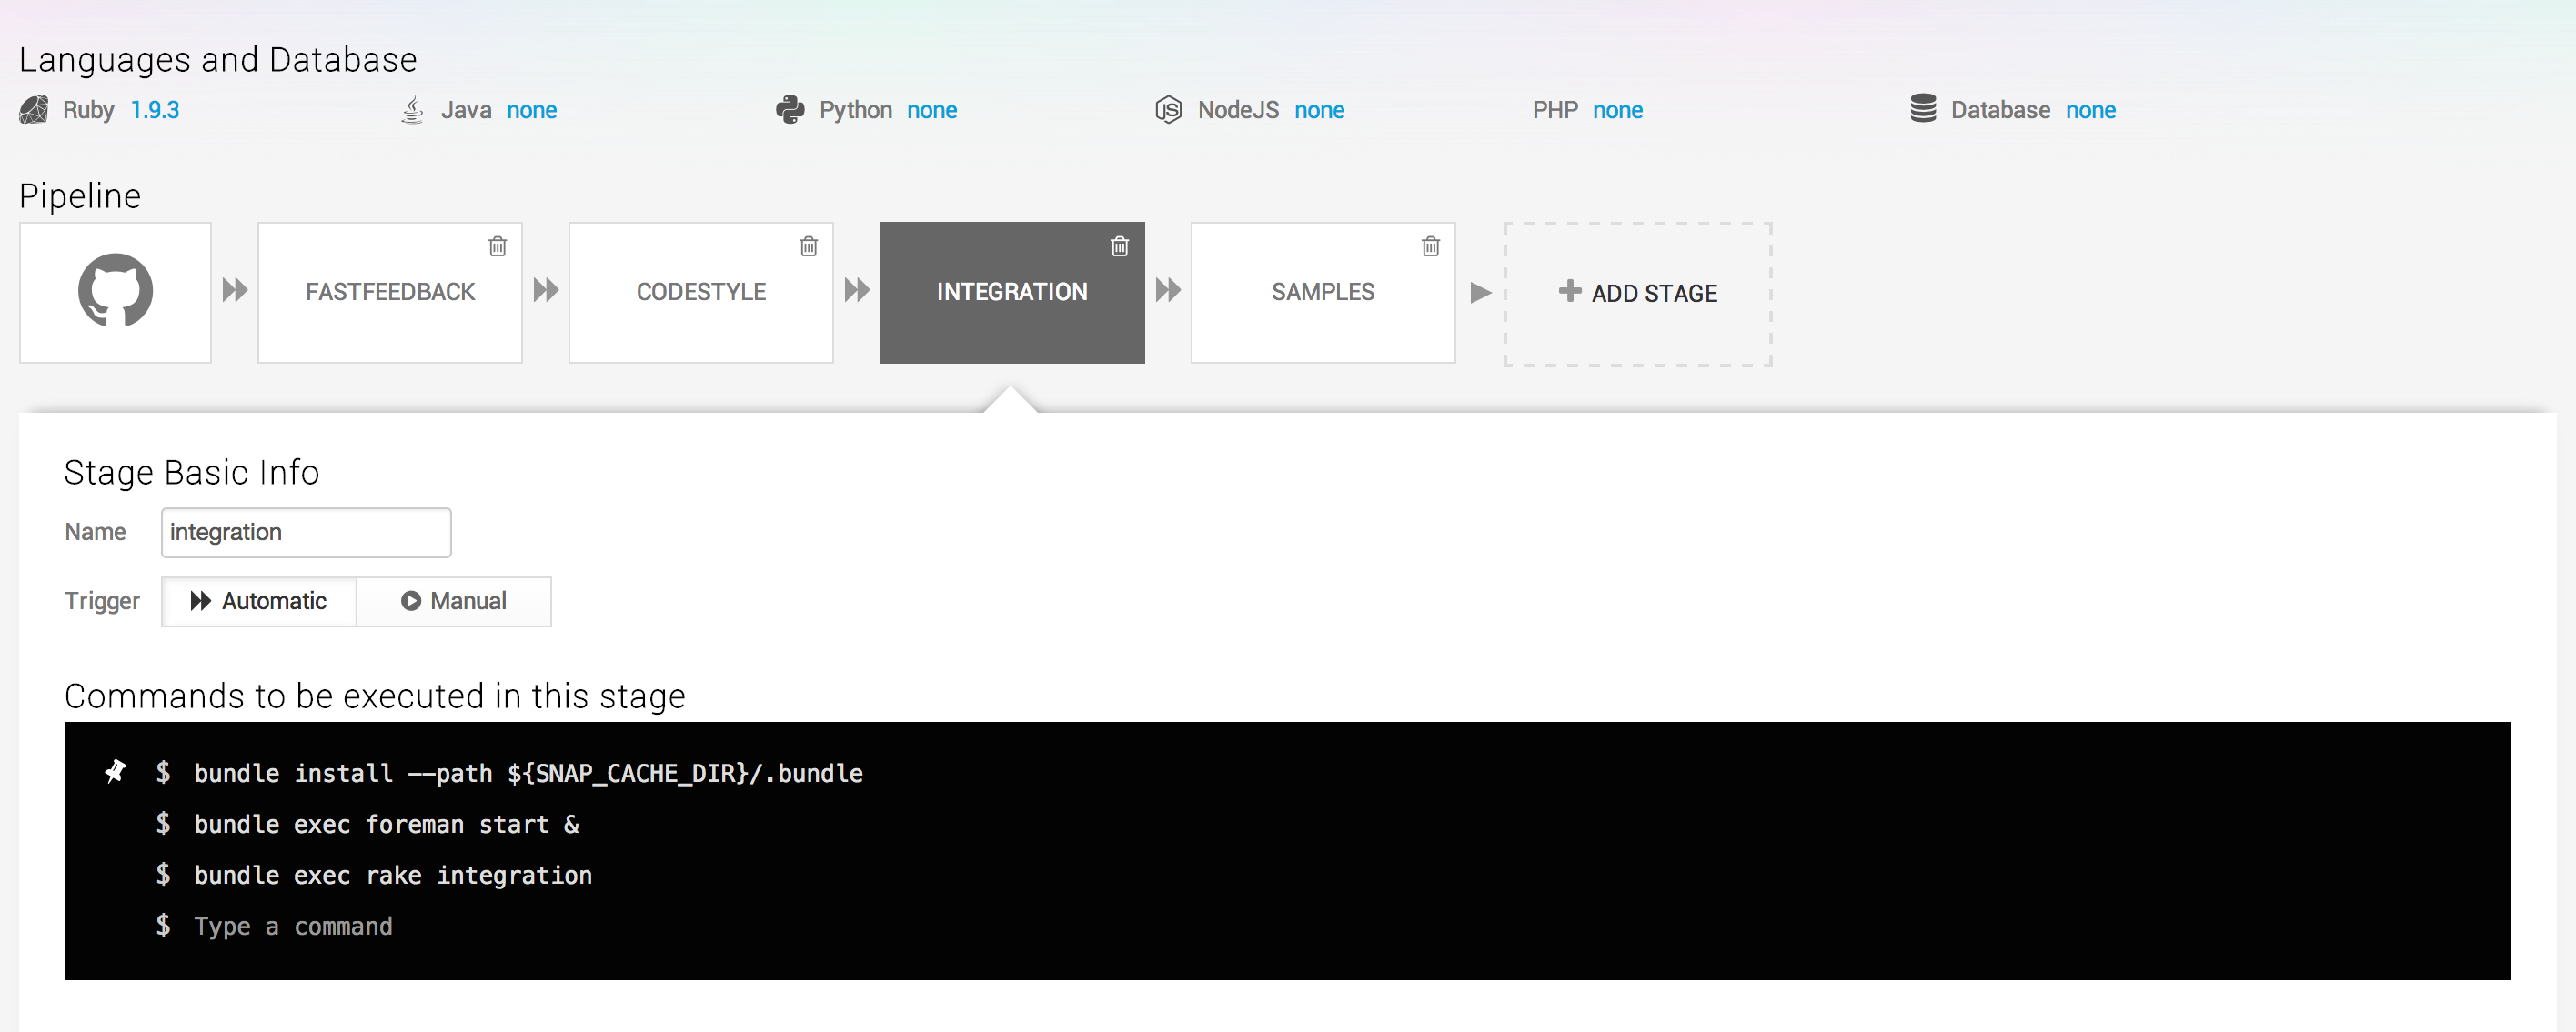 Languages and Database
Ruby 1.9.3 Java none Python none NodeJS none PHP none Database none
Pipeline
FASTFEEDBACK CODESTYLE INTEGRATION SAMPLES + ADD STAGE
Stage Basic Info
Name integration
Trigger Automatic Manual
Commands to be executed in this stage
$ bundle install --path ${SNAP_CACHE_DIR}/.bundle
$ bundle exec foreman start &
$ bundle exec rake integration
$ Type a command